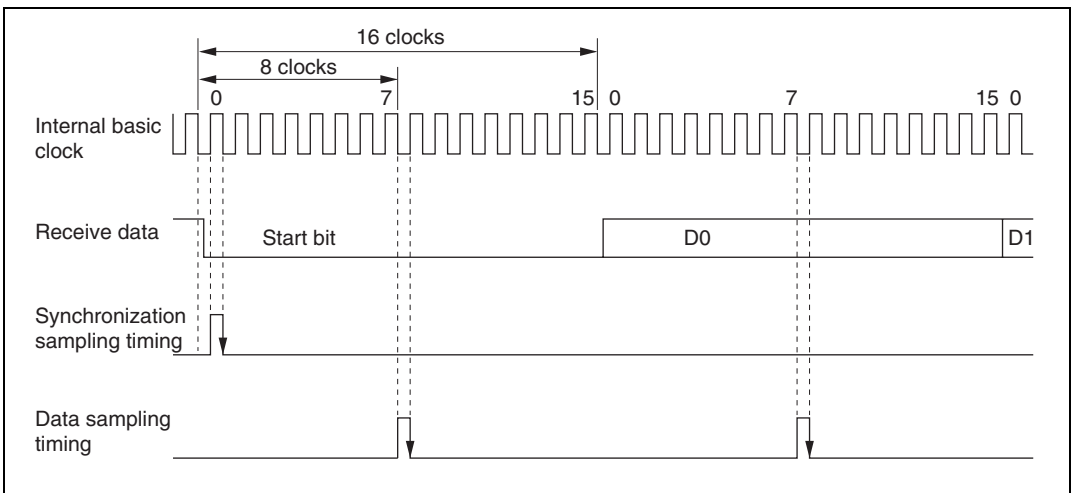 16 clocks
8 clocks
0 7 15 0 7 15 0
Internal basic
clock
Receive data Start bit D0 D1
Synchronization
sampling timing
Data sampling
timing